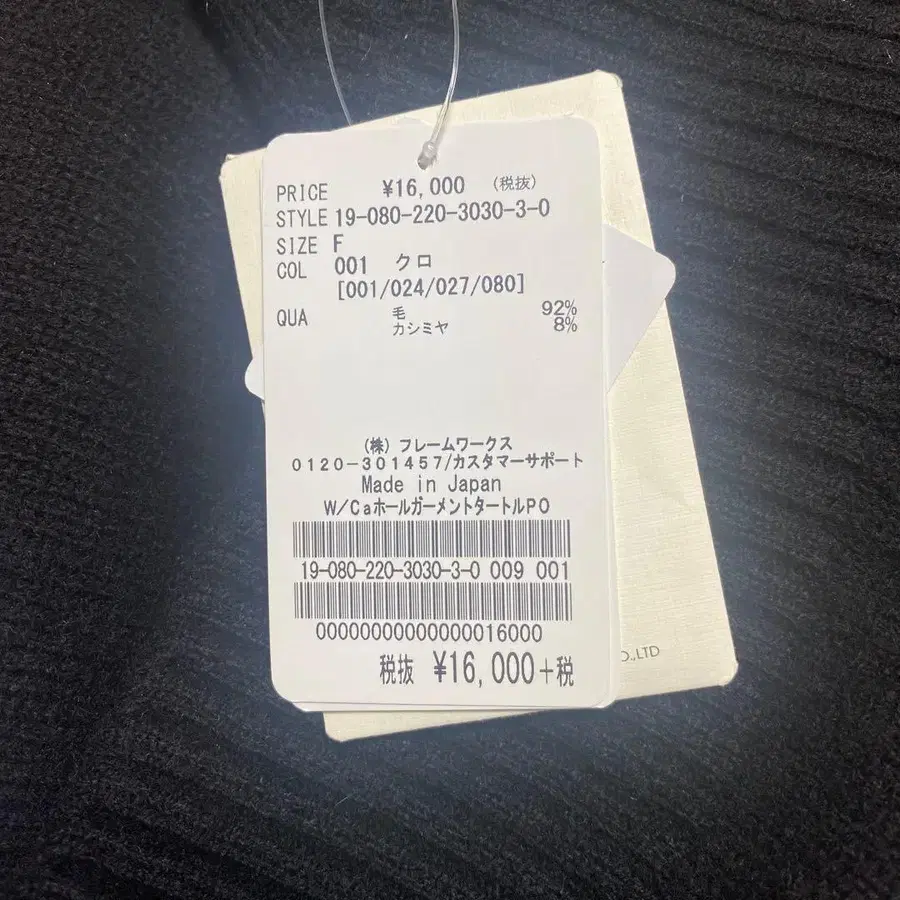 PRICE ¥16,000 (税抜)
STYLE 19-080-220-3030-3-0
SIZE F
COL 001 クロ
[001/024/027/080]
QUA 毛 92%
カシミヤ 8%
(株) フレームワークス
0120-301457/カスタマーサポート
Made in Japan
W/CaホールガーメントタートルPO
19-080-220-3030-3-0 009 001
00000000000000016000
税抜 ¥16,000+税
O.,LTD